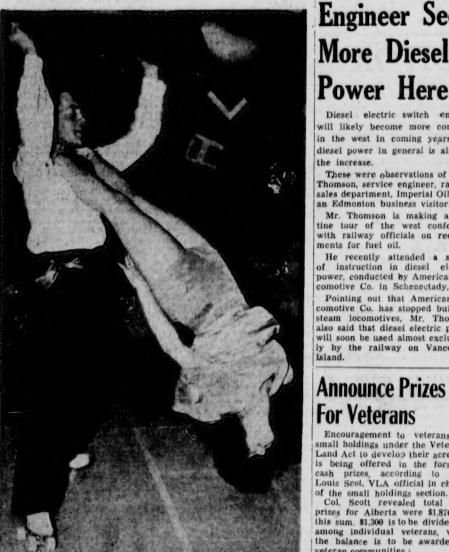 Engineer Se
More Diesel
Power Here
Diesel electric switch en
will likely become more con
in the west in coming years
diesel power in general is al
the increase.
These were observations of
Thomson, service engineer, ra
sales department, Imperial Oil
an Edmonton business visitor
Mr. Thomson is making a
tine tour of the west confe
with railway officials on req
ments for fuel oil.
He recently attended a s
of instruction in diesel el
power, conducted by America
comotive Co. in Schenectady,
Pointing out that American
comotive Co. has stopped bui
steam locomotives, Mr. Tho
also said that diesel electric p
will soon be used almost exclu
ly by the railway on Vanco
Island.
Announce Prizes
For Veterans
Encouragement to veterans
small holdings under the Vete
Land Act to develop their acre
is being offered in the for
cash prizes, according to
Louis Scot, VLA official in ch
of the small holdings section.
Col. Scott revealed total
prizes for Alberta were $1,87
this sum, $1,300 is to be divide
among individual veterans,
the balance is to be awarde
veteran communities